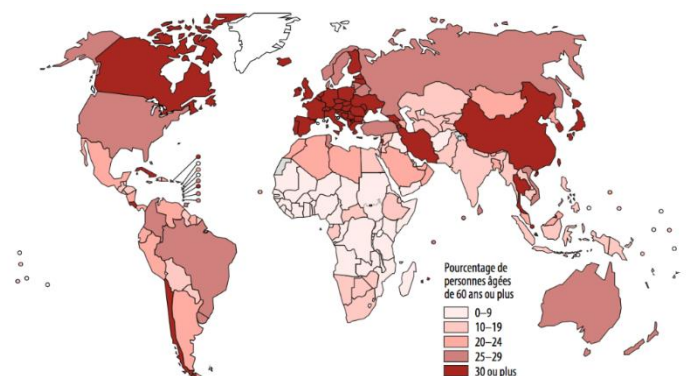 Pourcentage de
personnes âgées
de 60 ans ou plus
0–9
10–19
20–24
25–29
30 ou plus